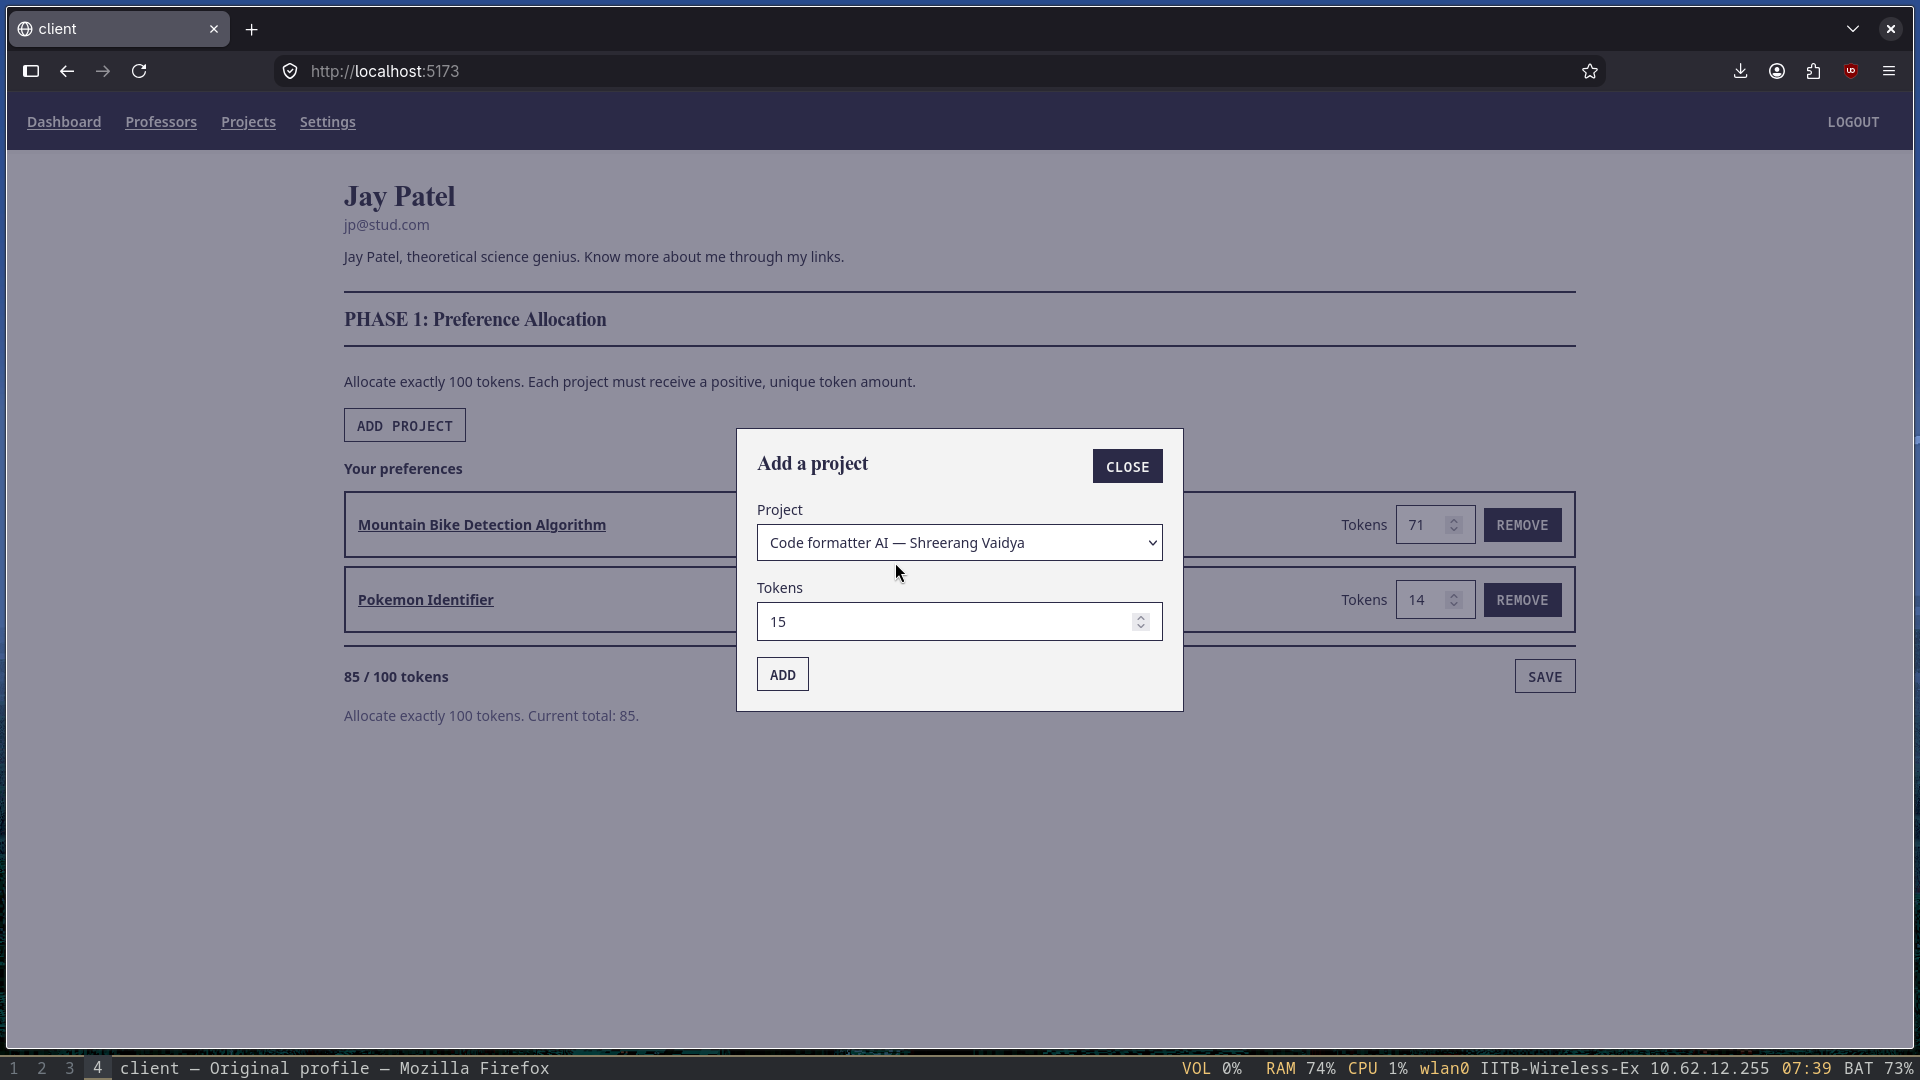 client
http://localhost:5173
Dashboard Professors Projects Settings LOGOUT
Jay Patel
jp@stud.com
Jay Patel, theoretical science genius. Know more about me through my links.
PHASE 1: Preference Allocation
Allocate exactly 100 tokens. Each project must receive a positive, unique token amount.
ADD PROJECT
Your preferences
Mountain Bike Detection Algorithm Tokens 71 REMOVE
Pokemon Identifier Tokens 14 REMOVE
85 / 100 tokens SAVE
Allocate exactly 100 tokens. Current total: 85.
Add a project CLOSE
Project
Code formatter AI — Shreerang Vaidya
Tokens
15
ADD
1 2 3 4 client — Original profile — Mozilla Firefox VOL 0% RAM 74% CPU 1% wlan0 IITB-Wireless-Ex 10.62.12.255 07:39 BAT 73%